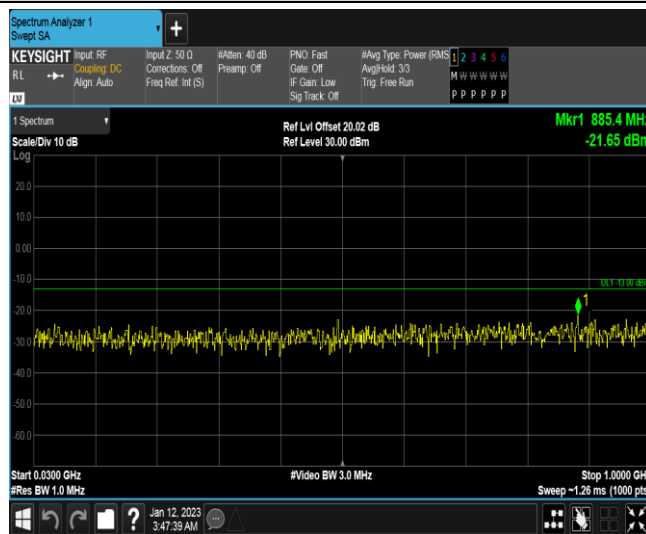 Spectrum Analyzer 1
Swept SA
+
KEYSIGHT
RL
LXI
Input: RF
Coupling: DC
Align: Auto
Input Z: 50 Ω
Corrections: Off
Freq Ref: Int (S)
#Atten: 40 dB
Preamp: Off
PNO: Fast
Gate: Off
IF Gain: Low
Sig Track: Off
#Avg Type: Power (RMS
Avg|Hold: 3/3
Trig: Free Run
1 2 3 4 5 6
M W W W W W
P P P P P P
1 Spectrum
Scale/Div 10 dB
Log
Ref Lvl Offset 20.02 dB
Ref Level 30.00 dBm
Mkr1 885.4 MHz
-21.65 dBm
20.0
10.0
0.00
-10.0
DL1 -13.00 dBm
1
-20.0
-30.0
-40.0
-50.0
-60.0
Start 0.0300 GHz
#Res BW 1.0 MHz
#Video BW 3.0 MHz
Stop 1.0000 GH
Sweep ~1.26 ms (1000 pts
?
Jan 12, 2023
3:47:39 AM